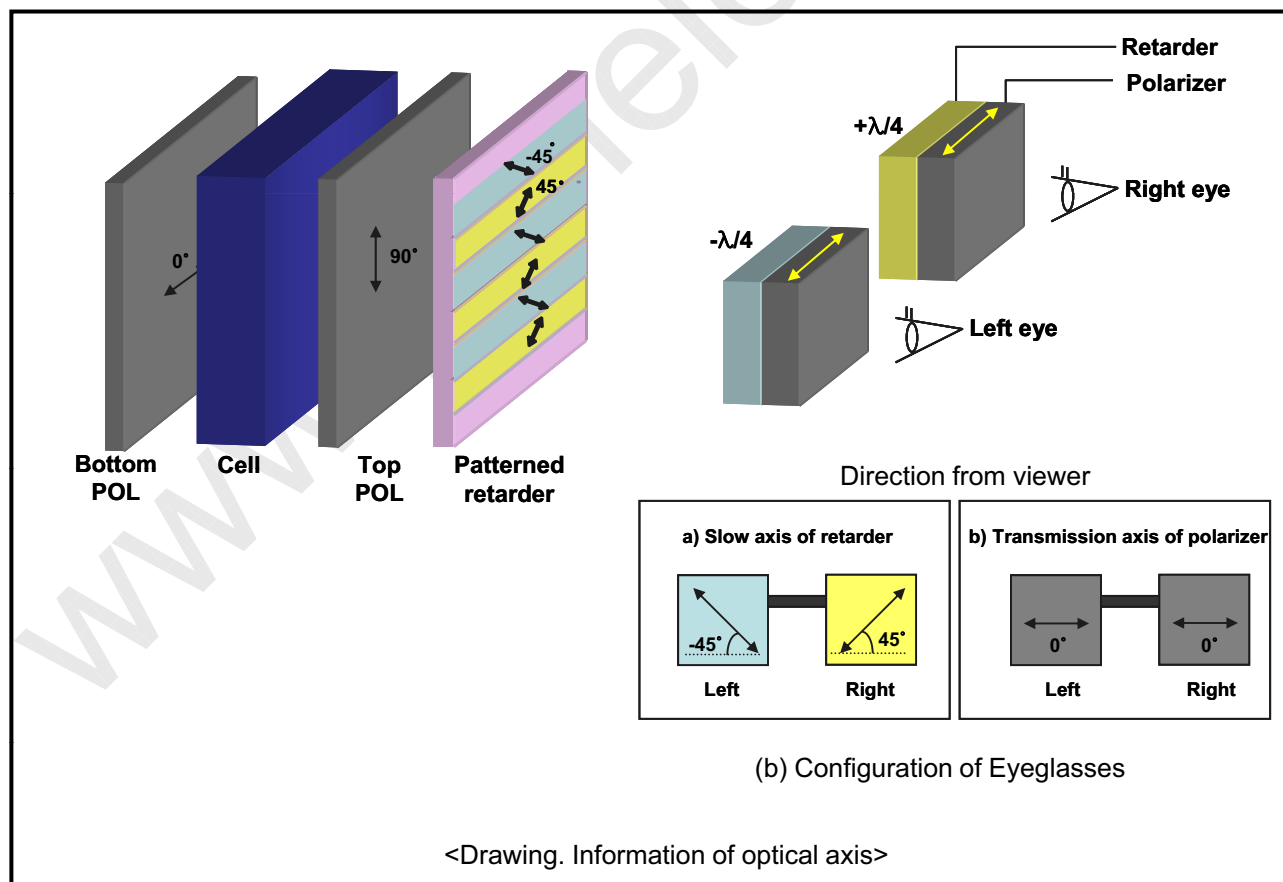 Retarder
Polarizer
+λ/4
Right eye
-λ/4
Left eye
-45°
45°
0°
90°
Bottom
POL
Cell
Top
POL
Patterned
retarder
Direction from viewer
a) Slow axis of retarder
-45°
45°
Left
Right
b) Transmission axis of polarizer
0°
0°
Left
Right
(b) Configuration of Eyeglasses
<Drawing. Information of optical axis>
www